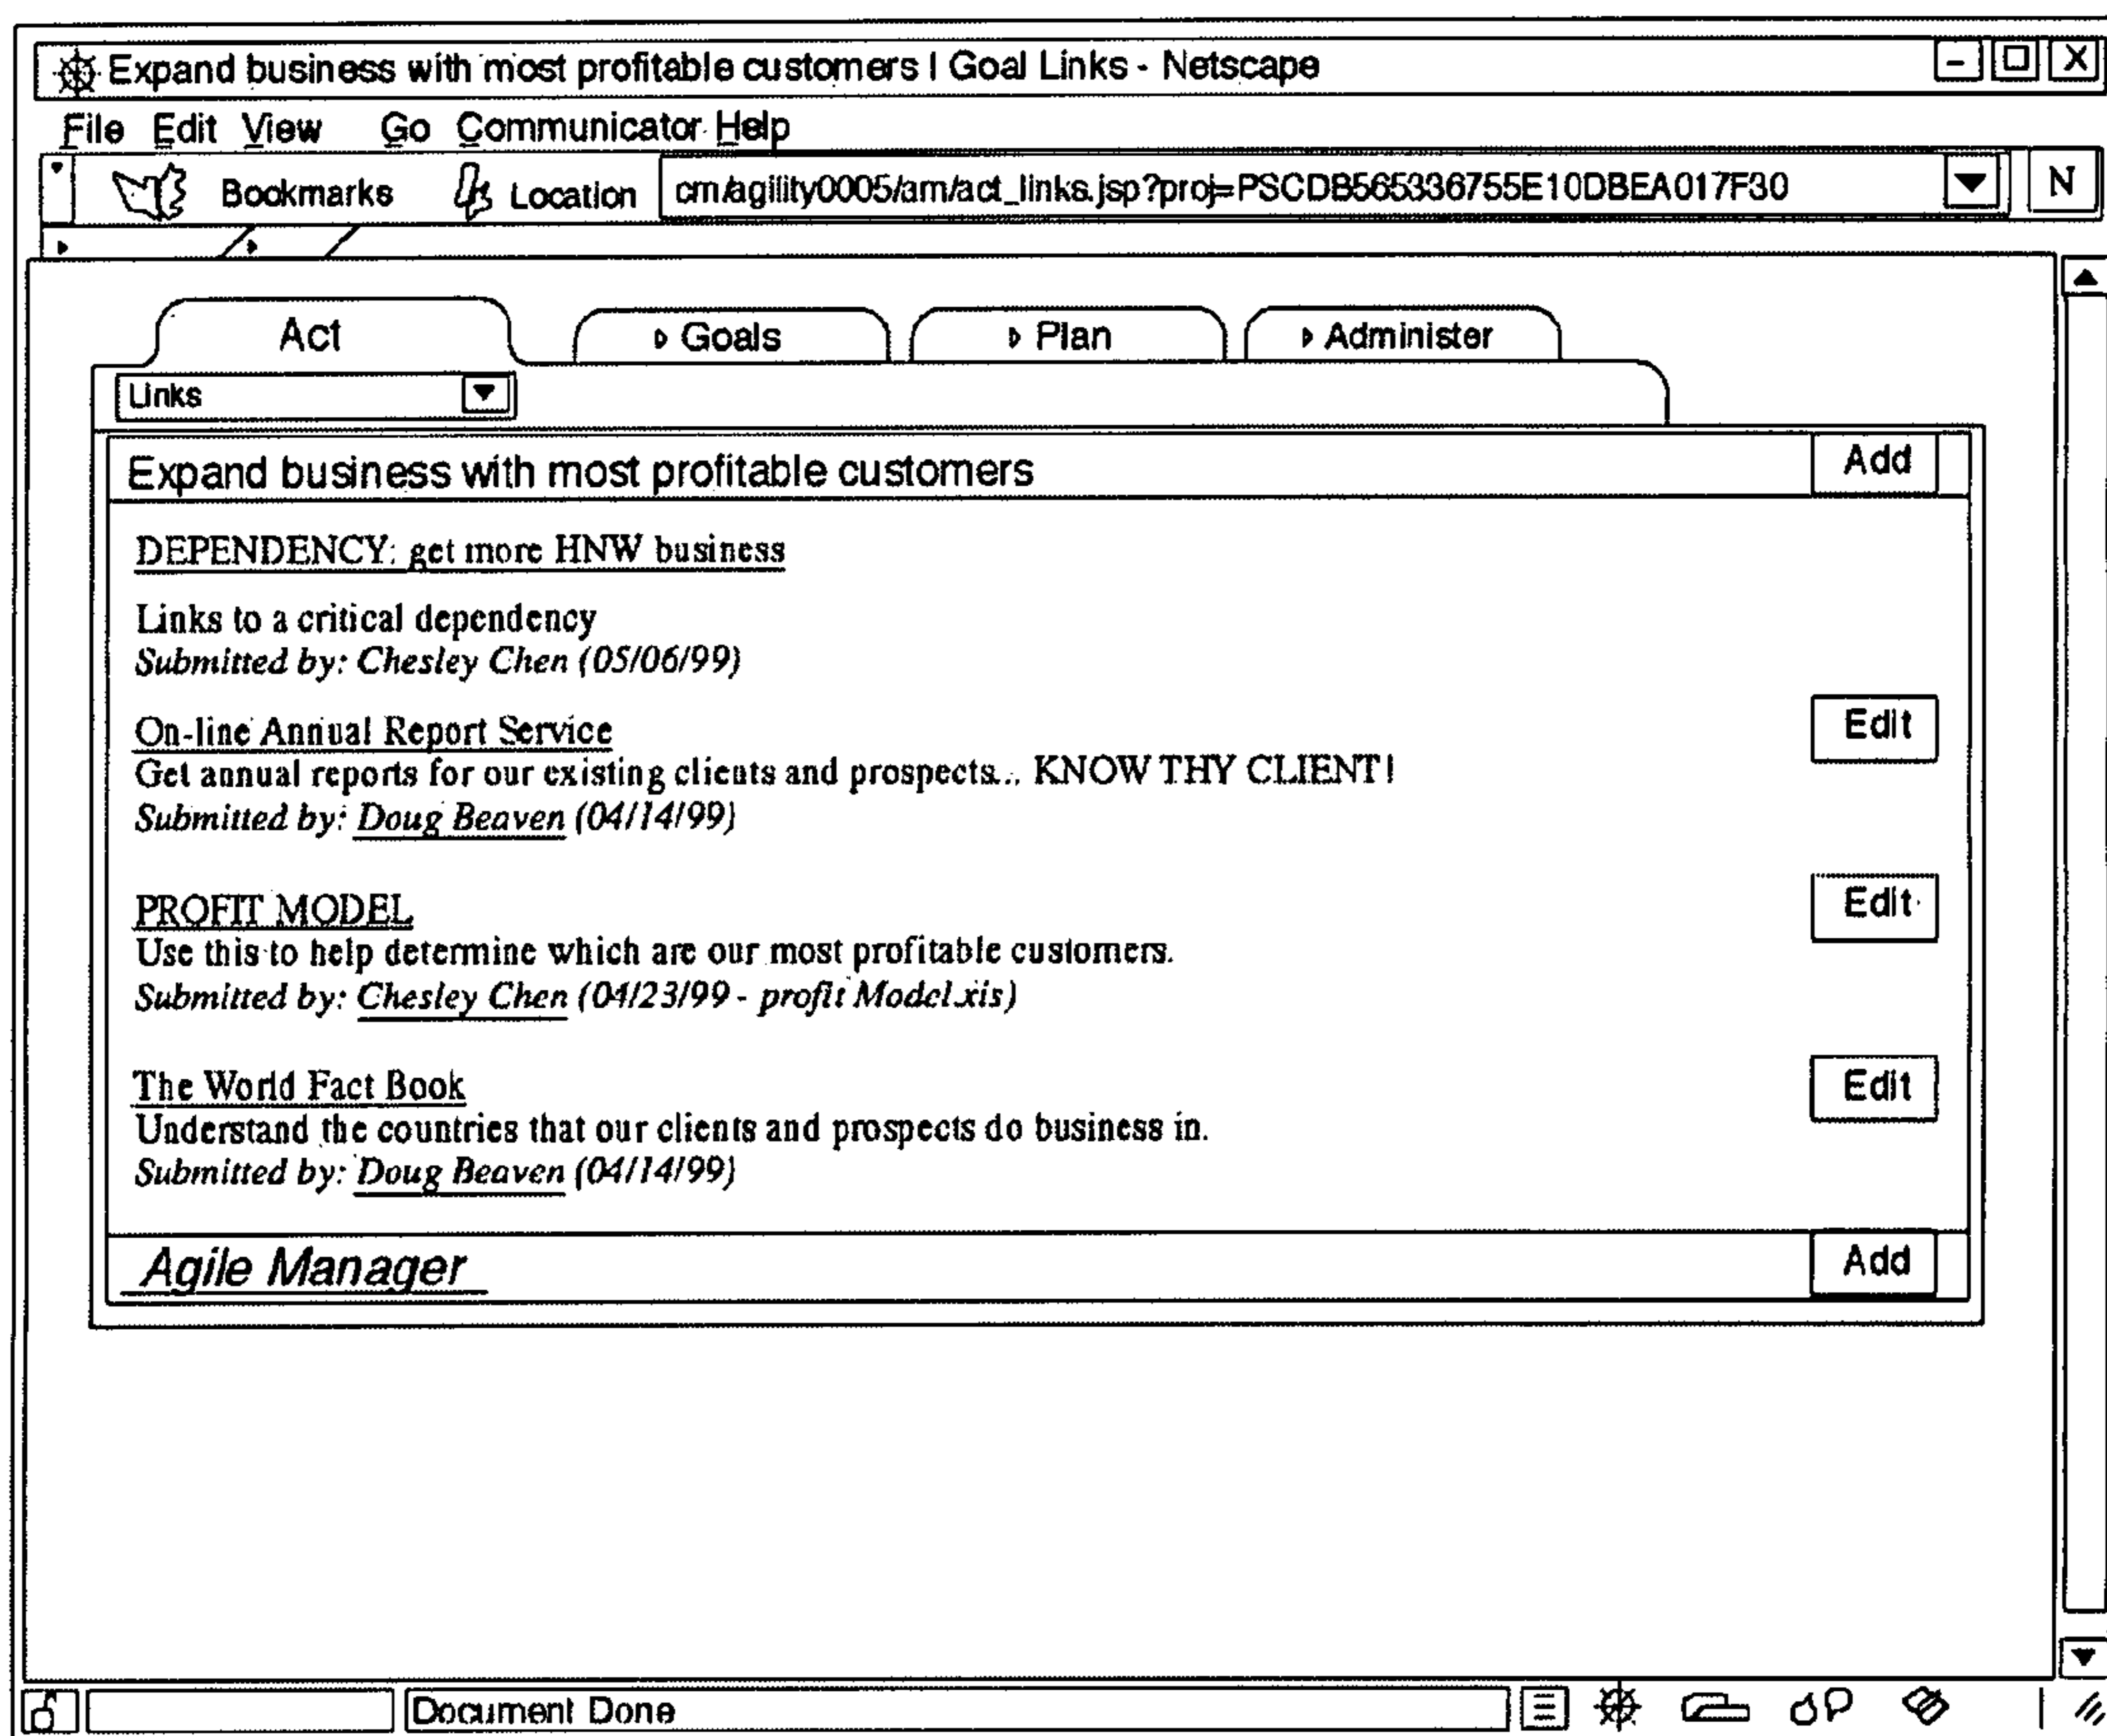 Expand business with most profitable customers | Goal Links - Netscape
File Edit View Go Communicator Help
Bookmarks Location cm/agility0005/am/act_links.jsp?proj=PSCDB565336755E10DBEA017F30 N
Act Goals Plan Administer
Links
Expand business with most profitable customers Add
DEPENDENCY: get more HNW business
Links to a critical dependency
Submitted by: Chesley Chen (05/06/99)
On-line Annual Report Service Edit
Get annual reports for our existing clients and prospects... KNOW THY CLIENT!
Submitted by: Doug Beaven (04/14/99)
PROFIT MODEL Edit
Use this to help determine which are our most profitable customers.
Submitted by: Chesley Chen (04/23/99 - profit Model.xis)
The World Fact Book Edit
Understand the countries that our clients and prospects do business in.
Submitted by: Doug Beaven (04/14/99)
Agile Manager Add
Document Done